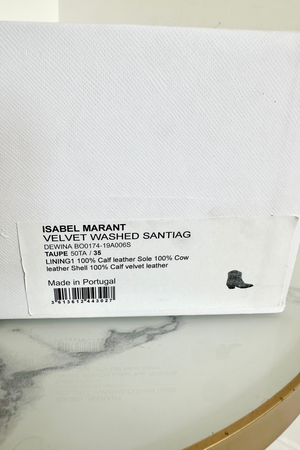 ISABEL MARANT
VELVET WASHED SANTIAG
DEWINA BO0174-19A006S
TAUPE 50TA / 35
LINING1 100% Calf leather Sole 100% Cow
leather Shell 100% Calf velvet leather
Made in Portugal
3613612443027